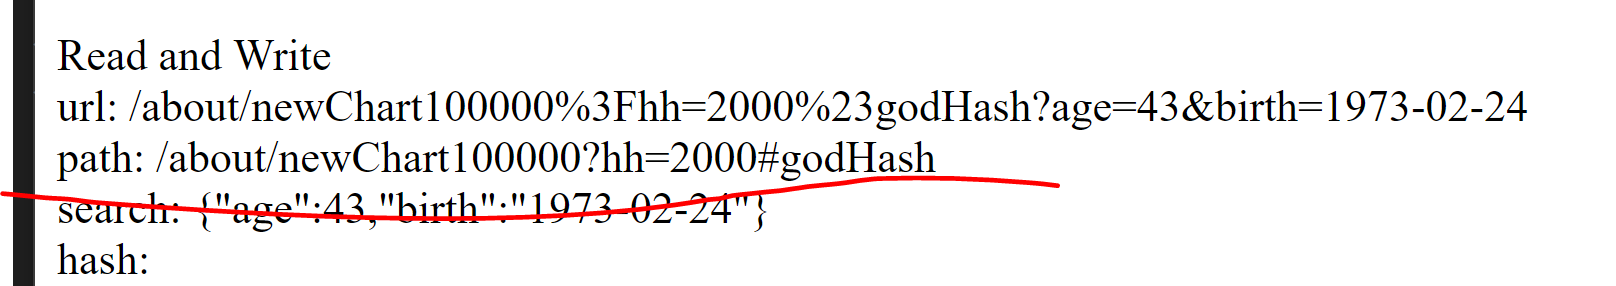 Read and Write
url: /about/newChart100000%3Fhh=2000%23godHash?age=43&birth=1973-02-24
path: /about/newChart100000?hh=2000#godHash
search: {"age":43,"birth":"1973-02-24"}
hash: